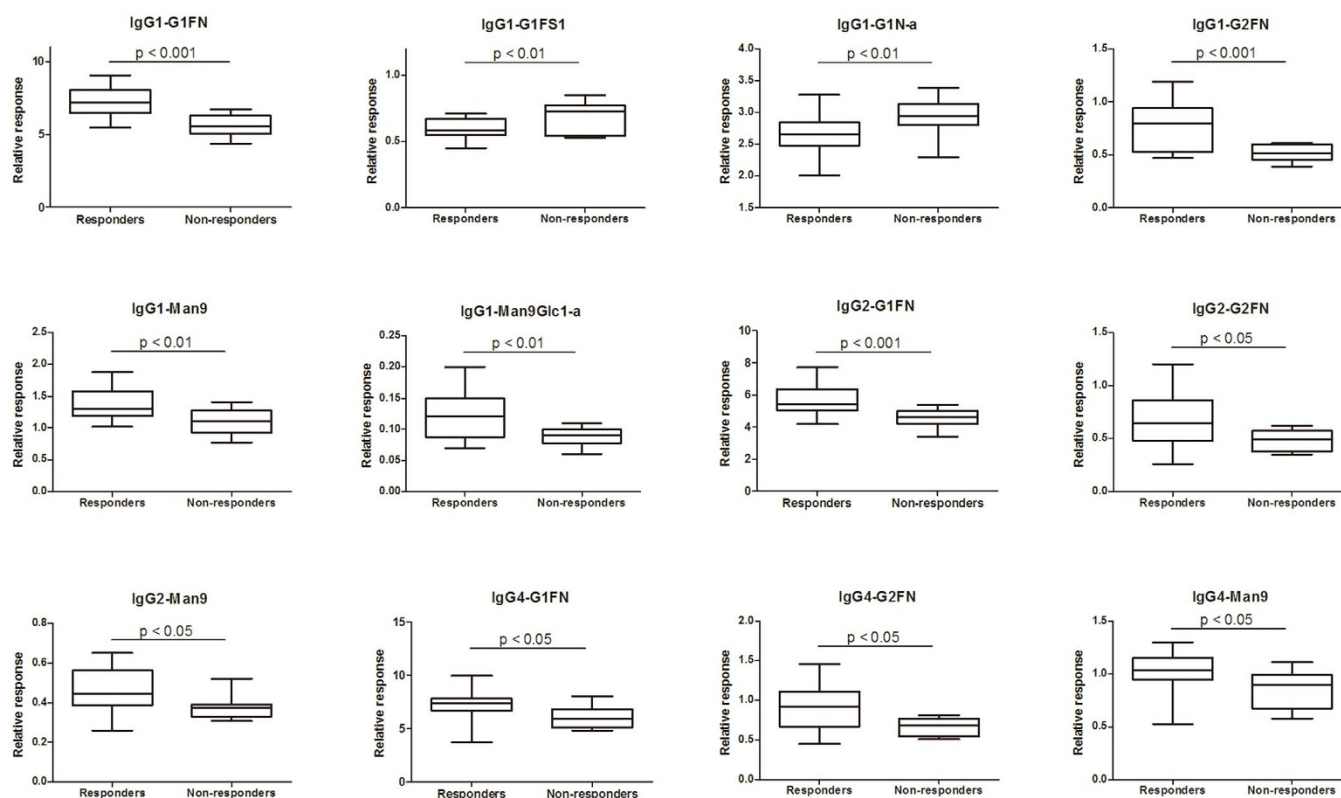 IgG1-G1FN
p < 0.001
10
5
0
Relative response
Responders Non-responders
IgG1-G1FS1
p < 0.01
1.0
0.5
0.0
Relative response
Responders Non-responders
IgG1-G1N-a
p < 0.01
4.0
3.5
3.0
2.5
2.0
1.5
Relative response
Responders Non-responders
IgG1-G2FN
p < 0.001
1.5
1.0
0.5
0.0
Relative response
Responders Non-responders
IgG1-Man9
p < 0.01
2.5
2.0
1.5
1.0
0.5
0.0
Relative response
Responders Non-responders
IgG1-Man9Glc1-a
p < 0.01
0.25
0.20
0.15
0.10
0.05
0.00
Relative response
Responders Non-responders
IgG2-G1FN
p < 0.001
10
8
6
4
2
0
Relative response
Responders Non-responders
IgG2-G2FN
p < 0.05
1.5
1.0
0.5
0.0
Relative response
Responders Non-responders
IgG2-Man9
p < 0.05
0.8
0.6
0.4
0.2
0.0
Relative response
Responders Non-responders
IgG4-G1FN
p < 0.05
15
10
5
0
Relative response
Responders Non-responders
IgG4-G2FN
p < 0.05
2.0
1.5
1.0
0.5
0.0
Relative response
Responders Non-responders
IgG4-Man9
p < 0.05
1.5
1.0
0.5
0.0
Relative response
Responders Non-responders